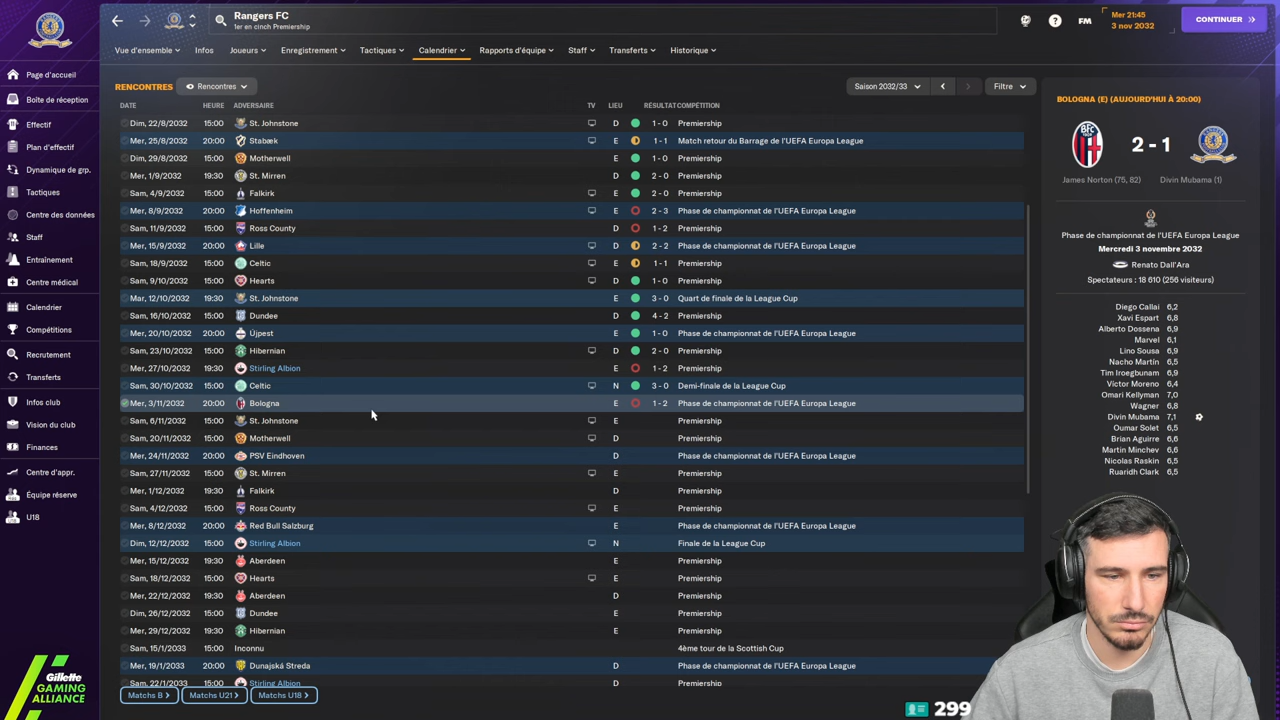 Rangers FC
1er en cinch Premiership
FM
Mer 21:45
3 nov 2032
CONTINUER
Vue d'ensemble
Infos
Joueurs
Enregistrement
Tactiques
Calendrier
Rapports d'équipe
Staff
Transferts
Historique
Page d'accueil
Boîte de réception
Effectif
Plan d'effectif
Dynamique de grp.
Tactiques
Centre des données
Staff
Entraînement
Centre médical
Calendrier
Compétitions
Recrutement
Transferts
Infos club
Vision du club
Finances
Centre d'appr.
Équipe réserve
U18
Gillette
GAMING
ALLIANCE
RENCONTRES
Rencontres
Saison 2032/33
Filtre
DATE HEURE ADVERSAIRE TV LIEU RÉSULTAT COMPÉTITION
Dim, 22/8/2032 15:00 St. Johnstone D 1 - 0 Premiership
Mer, 25/8/2032 20:00 Stabæk E 1 - 1 Match retour du Barrage de l'UEFA Europa League
Dim, 29/8/2032 15:00 Motherwell E 1 - 0 Premiership
Mer, 1/9/2032 19:30 St. Mirren D 2 - 0 Premiership
Sam, 4/9/2032 15:00 Falkirk E 2 - 0 Premiership
Mer, 8/9/2032 20:00 Hoffenheim E 2 - 3 Phase de championnat de l'UEFA Europa League
Sam, 11/9/2032 15:00 Ross County D 1 - 2 Premiership
Mer, 15/9/2032 20:00 Lille D 2 - 2 Phase de championnat de l'UEFA Europa League
Sam, 18/9/2032 15:00 Celtic E 1 - 1 Premiership
Sam, 9/10/2032 15:00 Hearts D 1 - 0 Premiership
Mar, 12/10/2032 19:30 St. Johnstone E 3 - 0 Quart de finale de la League Cup
Sam, 16/10/2032 15:00 Dundee D 4 - 2 Premiership
Mer, 20/10/2032 20:00 Újpest E 1 - 0 Phase de championnat de l'UEFA Europa League
Sam, 23/10/2032 15:00 Hibernian D 2 - 0 Premiership
Mer, 27/10/2032 19:30 Stirling Albion E 1 - 2 Premiership
Sam, 30/10/2032 15:00 Celtic N 3 - 0 Demi-finale de la League Cup
Mer, 3/11/2032 20:00 Bologna E 1 - 2 Phase de championnat de l'UEFA Europa League
Sam, 6/11/2032 15:00 St. Johnstone E Premiership
Sam, 20/11/2032 15:00 Motherwell D Premiership
Mer, 24/11/2032 20:00 PSV Eindhoven D Phase de championnat de l'UEFA Europa League
Sam, 27/11/2032 15:00 St. Mirren E Premiership
Mer, 1/12/2032 19:30 Falkirk D Premiership
Sam, 4/12/2032 15:00 Ross County E Premiership
Mer, 8/12/2032 20:00 Red Bull Salzburg E Phase de championnat de l'UEFA Europa League
Dim, 12/12/2032 15:00 Stirling Albion N Finale de la League Cup
Mer, 15/12/2032 19:30 Aberdeen E Premiership
Sam, 18/12/2032 15:00 Hearts E Premiership
Mer, 22/12/2032 19:30 Aberdeen D Premiership
Dim, 26/12/2032 15:00 Dundee E Premiership
Mer, 29/12/2032 19:30 Hibernian E Premiership
Sam, 15/1/2033 15:00 Inconnu 4ème tour de la Scottish Cup
Mer, 19/1/2033 20:00 Dunajská Streda D Phase de championnat de l'UEFA Europa League
Sam, 22/1/2033 15:00 Stirling Albion D Premiership
Matchs B
Matchs U21
Matchs U18
299
BOLOGNA (E) (AUJOURD'HUI À 20:00)
2 - 1
James Norton (75, 82) Divin Mubama (1)
Phase de championnat de l'UEFA Europa League
Mercredi 3 novembre 2032
Renato Dall'Ara
Spectateurs : 18 610 (256 visiteurs)
Diego Callai 6,2
Xavi Espart 6,8
Alberto Dossena 6,9
Marvel 6,1
Lino Sousa 6,9
Nacho Martín 6,5
Tim Iroegbunam 6,9
Víctor Moreno 6,4
Omari Kellyman 7,0
Wagner 6,8
Divin Mubama 7,1
Oumar Solet 6,5
Brian Aguirre 6,6
Martin Minchev 6,5
Nicolas Raskin 6,5
Ruaridh Clark 6,5